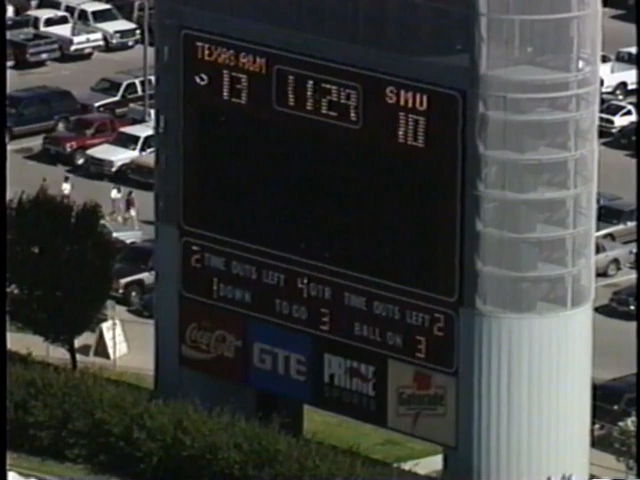 TEXAS A&M
SMU
13
11:29
10
2 TIME OUTS LEFT 4 QTR TIME OUTS LEFT 2
1 DOWN TO GO 3 BALL ON 3
Coca-Cola
GTE
PRIME
SPORTS
Gatorade